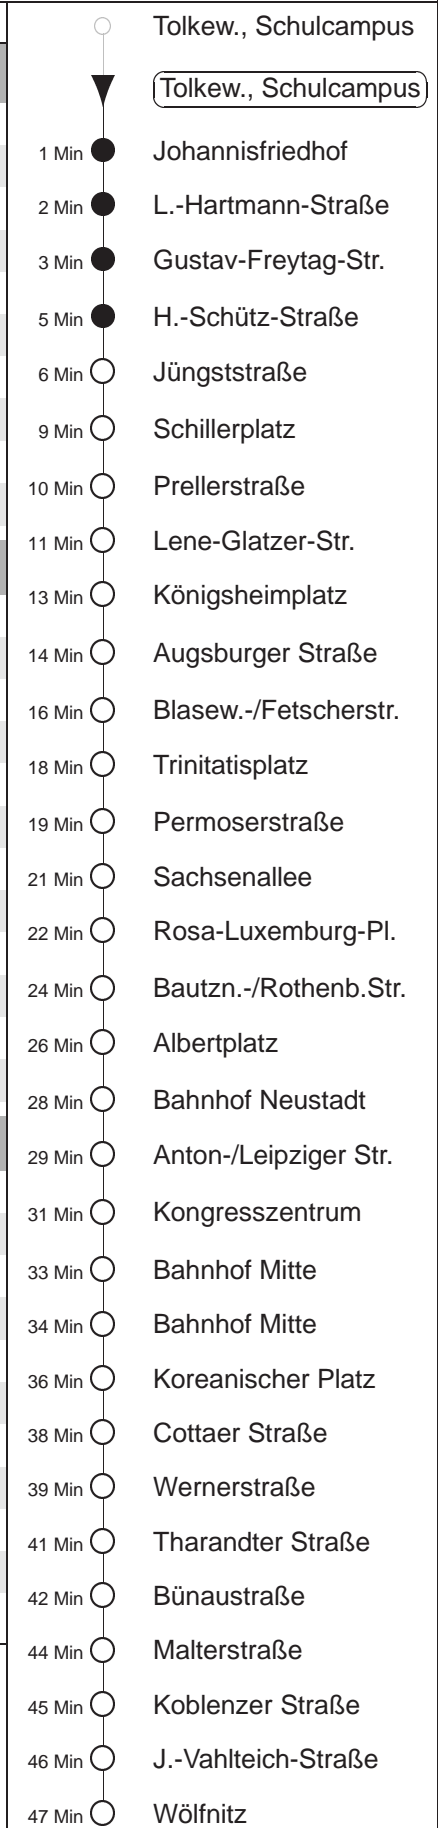 Tolkew., Schulcampus
Tolkew., Schulcampus
1 Min Johannisfriedhof
2 Min L.-Hartmann-Straße
3 Min Gustav-Freytag-Str.
5 Min H.-Schütz-Straße
6 Min Jüngststraße
9 Min Schillerplatz
10 Min Prellerstraße
11 Min Lene-Glatzer-Str.
13 Min Königsheimplatz
14 Min Augsburger Straße
16 Min Blasew.-/Fetscherstr.
18 Min Trinitatisplatz
19 Min Permoserstraße
21 Min Sachsenallee
22 Min Rosa-Luxemburg-Pl.
24 Min Bautzn.-/Rothenb.Str.
26 Min Albertplatz
28 Min Bahnhof Neustadt
29 Min Anton-/Leipziger Str.
31 Min Kongresszentrum
33 Min Bahnhof Mitte
34 Min Bahnhof Mitte
36 Min Koreanischer Platz
38 Min Cottaer Straße
39 Min Wernerstraße
41 Min Tharandter Straße
42 Min Bünaustraße
44 Min Malterstraße
45 Min Koblenzer Straße
46 Min J.-Vahlteich-Straße
47 Min Wölfnitz